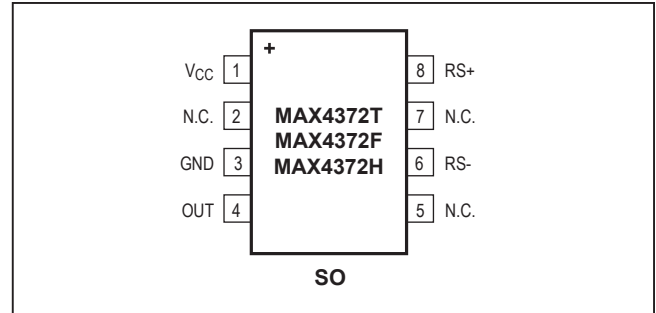 +
VCC 1 8 RS+
N.C. 2 MAX4372T 7 N.C.
MAX4372F
GND 3 MAX4372H 6 RS-
OUT 4 5 N.C.
SO